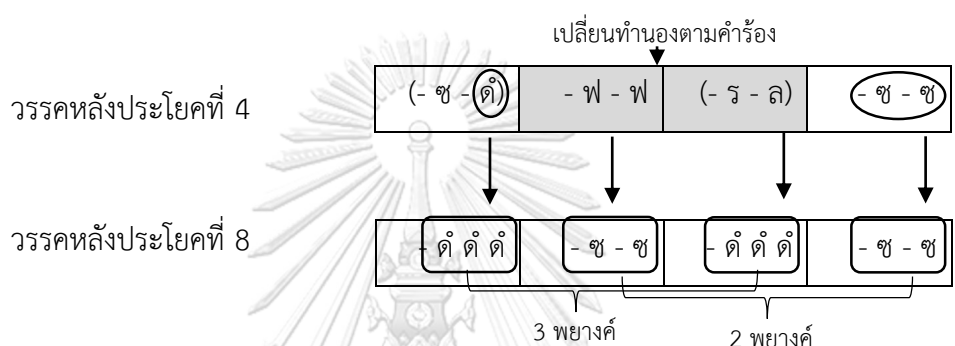 เปลี่ยนทำนองตามคำร้อง
วรรคหลังประโยคที่ 4 (- ซ - ดํ) - ฟ - ฟ (- ร - ล) - ซ - ซ
วรรคหลังประโยคที่ 8 - ดํ ดํ ดํ - ซ - ซ - ดํ ดํ ดํ - ซ - ซ
3 พยางค์ 2 พยางค์